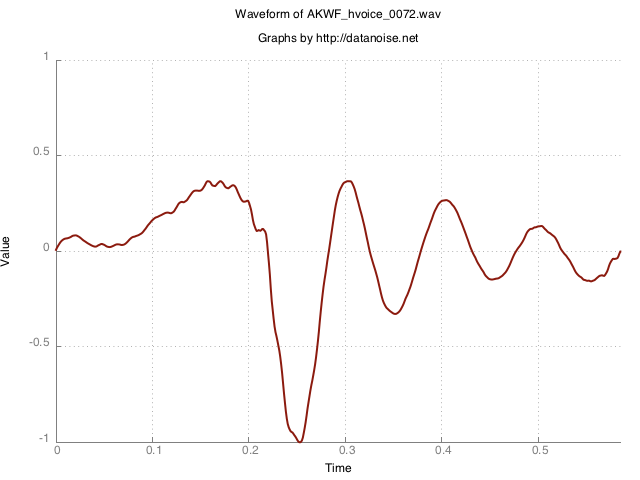 Waveform of AKWF_hvoice_0072.wav
Graphs by http://datanoise.net
1
0.5
0
-0.5
-1
Value
0 0.1 0.2 0.3 0.4 0.5
Time